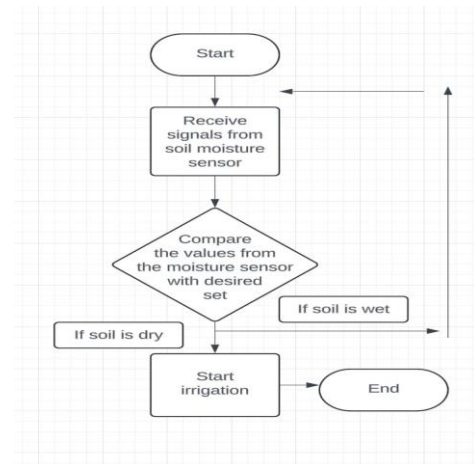 Start
Receive
signals from
soil moisture
sensor
Compare
the values from
the moisture sensor
with desired
set
If soil is wet
If soil is dry
Start
irrigation
End